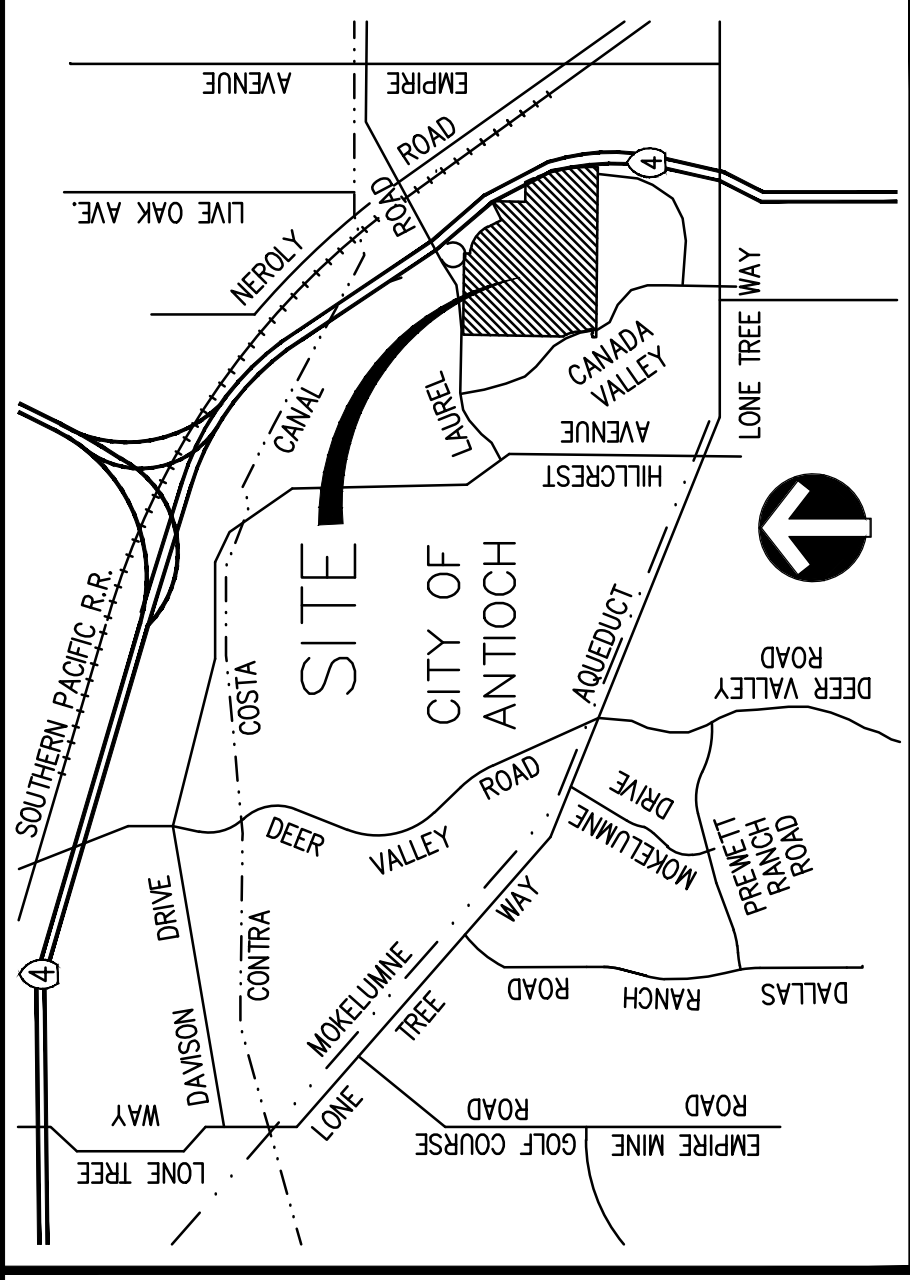 EMPIRE
AVENUE
ROAD
ROAD
LIVE OAK AVE.
NEROLY
4
LONE TREE WAY
CANADA
VALLEY
LAUREL
CANAL
HILLCREST
AVENUE
SITE
CITY OF
ANTIOCH
AQUEDUCT
SOUTHERN PACIFIC R.R.
COSTA
DEER VALLEY
ROAD
ROAD
VALLEY
DEER
MOKELUMNE
DRIVE
PREWETT
RANCH
ROAD
DRIVE
DAVISON
CONTRA
WAY
TREE
LONE
MOKELUMNE
4
DALLAS
RANCH
ROAD
LONE TREE
WAY
GOLF COURSE
ROAD
EMPIRE MINE
ROAD